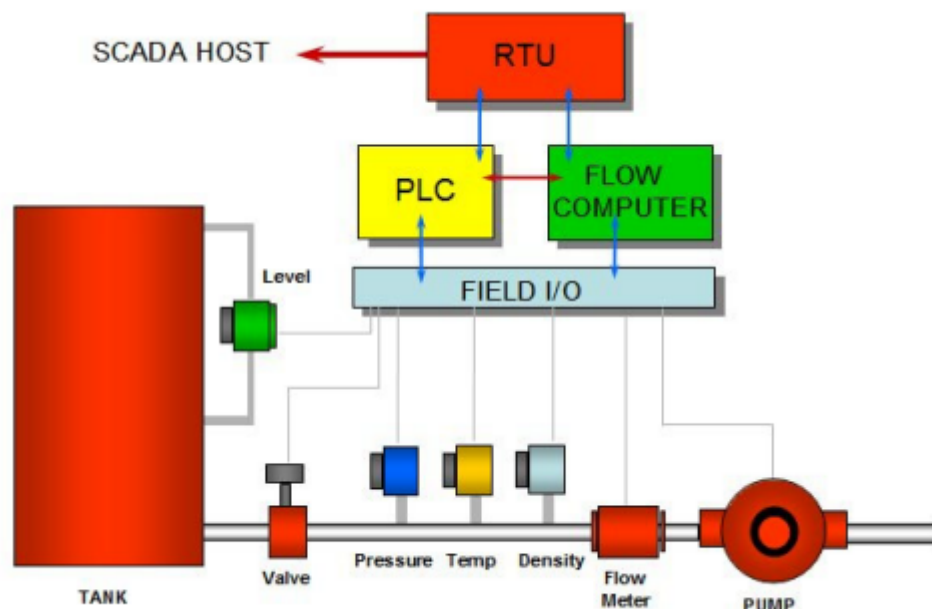 SCADA HOST
RTU
PLC
FLOW
COMPUTER
FIELD I/O
Level
Valve
Pressure
Temp
Density
Flow
Meter
TANK
PUMP